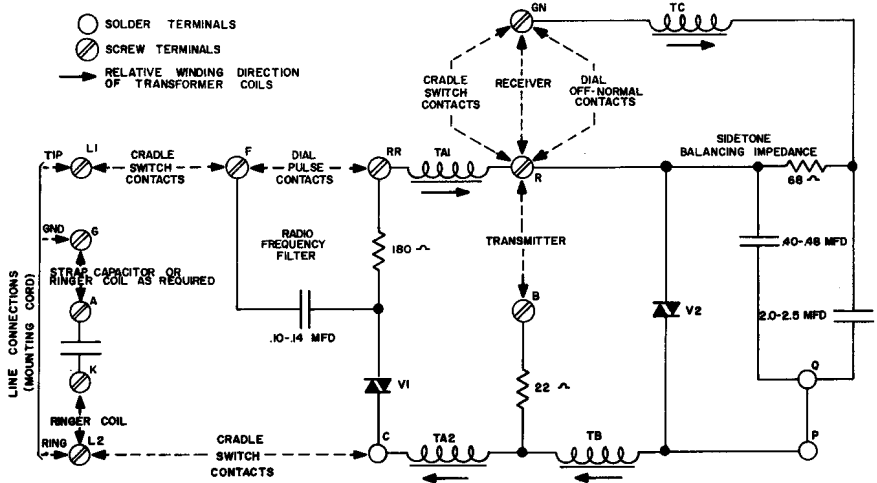 SOLDER TERMINALS
SCREW TERMINALS
RELATIVE WINDING DIRECTION
OF TRANSFORMER COILS
GN
TC
CRADLE
SWITCH
CONTACTS
RECEIVER
DIAL
OFF-NORMAL
CONTACTS
TIP
L1
CRADLE
SWITCH
CONTACTS
F
DIAL
PULSE
CONTACTS
RR
TA1
R
SIDETONE
BALANCING IMPEDANCE
68 Ω
GND
G
STRAP CAPACITOR OR
RINGER COIL AS REQUIRED
A
K
RINGER COIL
RING
L2
LINE CONNECTIONS
(MOUNTING CORD)
RADIO
FREQUENCY
FILTER
180 Ω
.10-.14 MFD
V1
TRANSMITTER
B
22 Ω
V2
.40-.48 MFD
2.0-2.5 MFD
Q
P
CRADLE
SWITCH
CONTACTS
C
TA2
TB